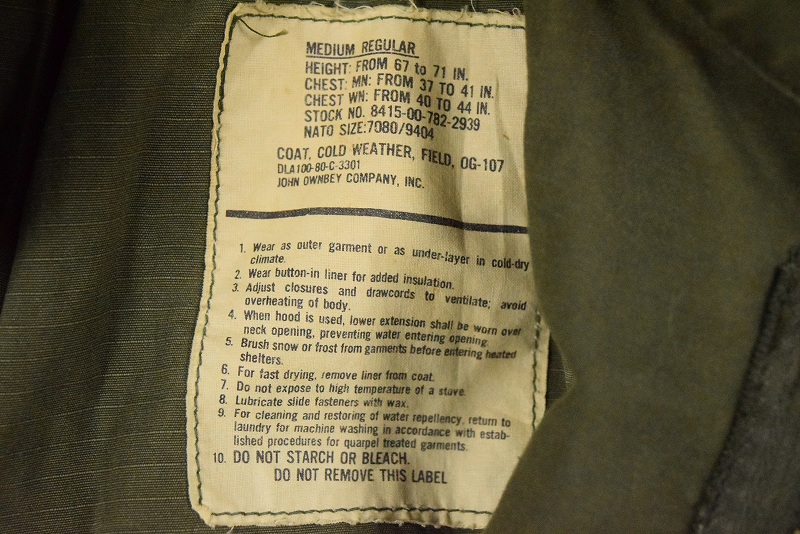 MEDIUM REGULAR
HEIGHT: FROM 67 to 71 IN.
CHEST: MN: FROM 37 TO 41 IN.
CHEST WN: FROM 40 TO 44 IN.
STOCK NO. 8415-00-782-2939
NATO SIZE:7080/9404
COAT, COLD WEATHER, FIELD, OG-107
DLA100-80-C-3301
JOHN OWNBEY COMPANY, INC.
1. Wear as outer garment or as under-layer in cold-dry
climate.
2. Wear button-in liner for added insulation.
3. Adjust closures and drawcords to ventilate; avoid
overheating of body.
4. When hood is used, lower extension shall be worn over
neck opening, preventing water entering opening.
5. Brush snow or frost from garments before entering heated
shelters.
6. For fast drying, remove liner from coat.
7. Do not expose to high temperature of a stove.
8. Lubricate slide fasteners with wax.
9. For cleaning and restoring of water repellency, return to
laundry for machine washing in accordance with estab-
lished procedures for quarpel treated garments.
10. DO NOT STARCH OR BLEACH.
DO NOT REMOVE THIS LABEL